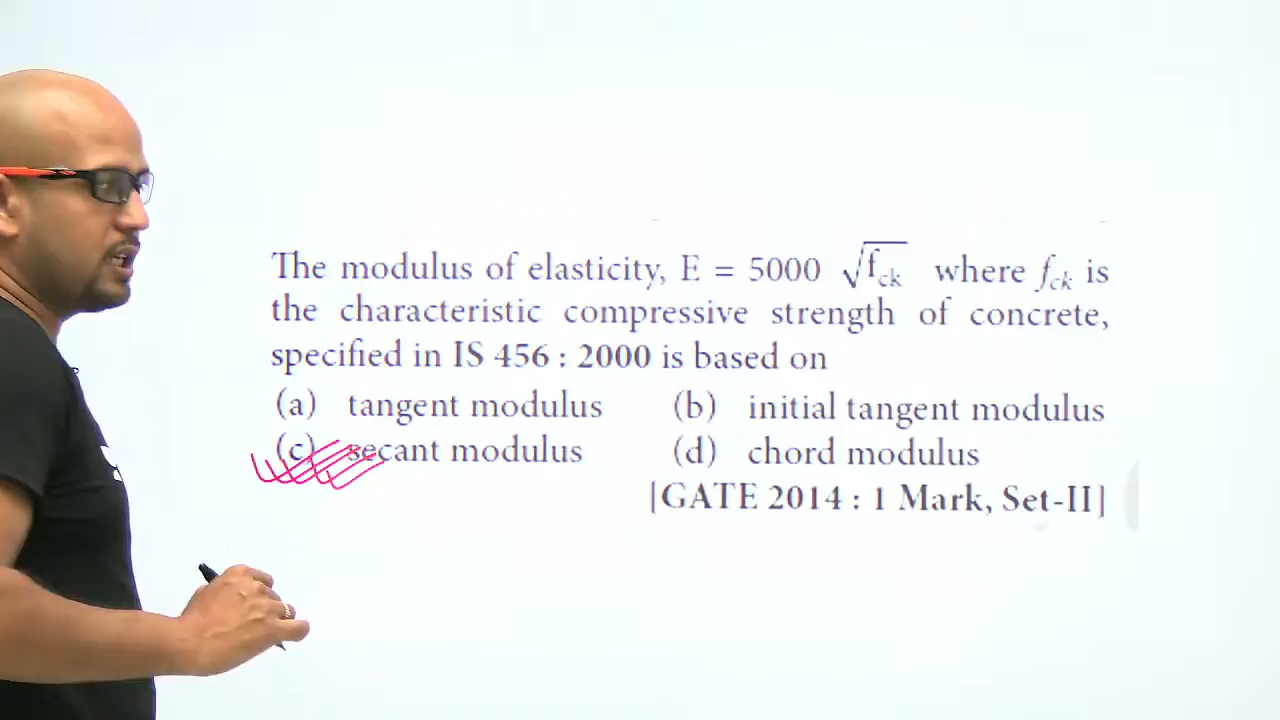 The modulus of elasticity, E = 5000 √fck where fck is
the characteristic compressive strength of concrete,
specified in IS 456 : 2000 is based on
(a) tangent modulus (b) initial tangent modulus
(c) secant modulus (d) chord modulus
[GATE 2014 : 1 Mark, Set-II]